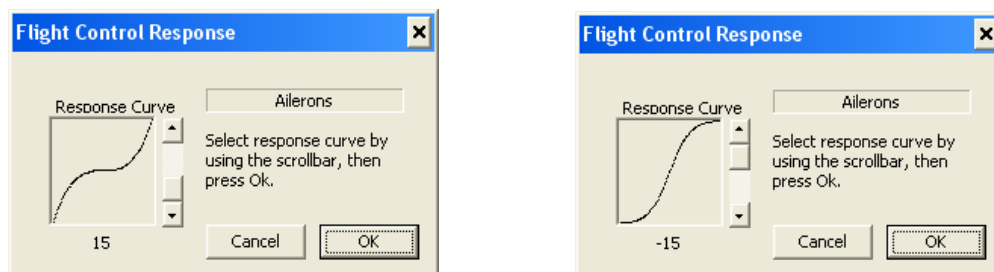 Flight Control Response
Response Curve
Ailerons
Select response curve by
using the scrollbar, then
press Ok.
15
Cancel
OK
Flight Control Response
Response Curve
Ailerons
Select response curve by
using the scrollbar, then
press Ok.
-15
Cancel
OK